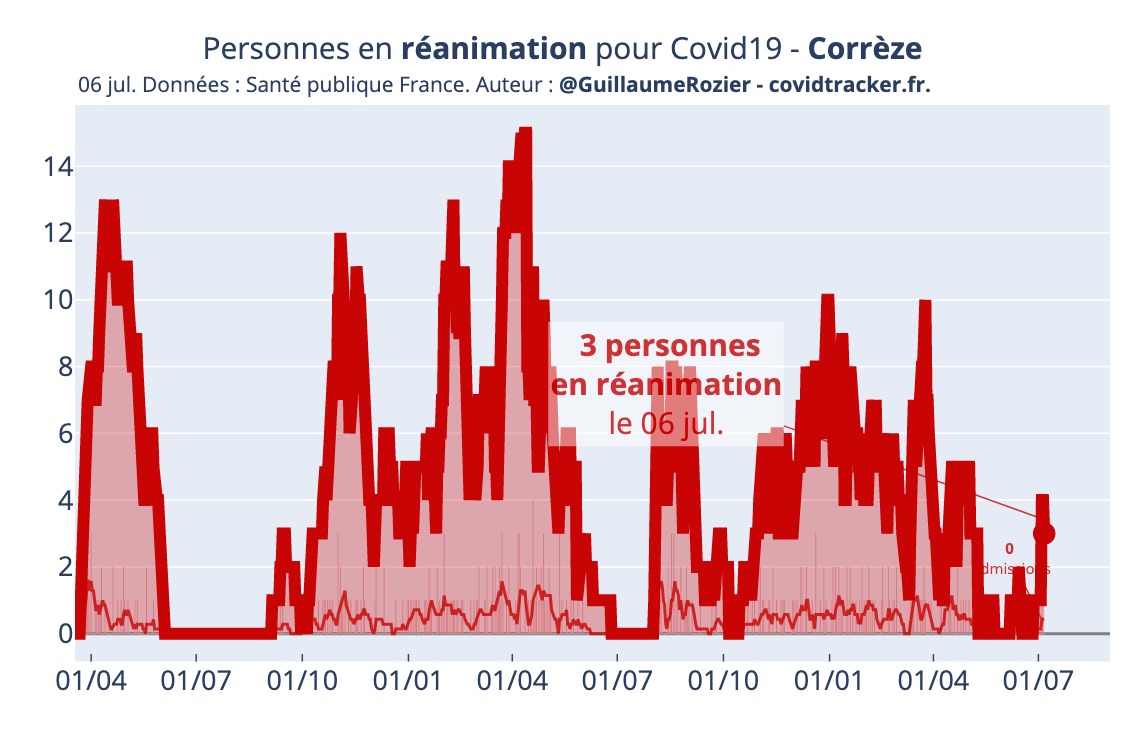 Personnes en réanimation pour Covid19 - Corrèze
06 jul. Données : Santé publique France. Auteur : @GuillaumeRozier - covidtracker.fr.
14
12
10
8
6
4
2
0
3 personnes
en réanimation
le 06 jul.
0
dmissions
01/04 01/07 01/10 01/01 01/04 01/07 01/10 01/01 01/04 01/07